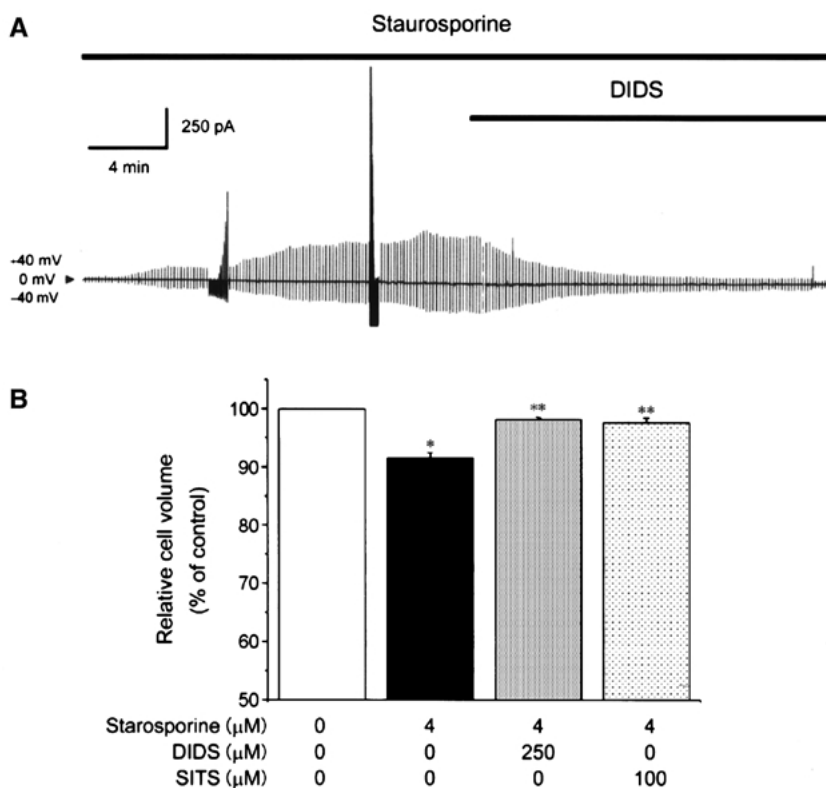 A
Staurosporine
DIDS
250 pA
4 min
-40 mV
0 mV
-40 mV
B
Relative cell volume
(% of control)
100
90
80
70
60
50
*
**
**
Starosporine (μM) 0 4 4 4
DIDS (μM) 0 0 250 0
SITS (μM) 0 0 0 100